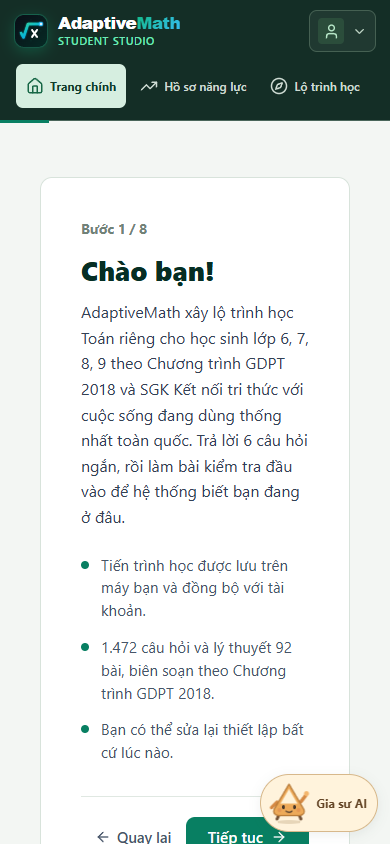 AdaptiveMath
STUDENT STUDIO
Trang chính
Hồ sơ năng lực
Lộ trình học
Bước 1 / 8
Chào bạn!
AdaptiveMath xây lộ trình học
Toán riêng cho học sinh lớp 6, 7,
8, 9 theo Chương trình GDPT
2018 và SGK Kết nối tri thức với
cuộc sống đang dùng thống
nhất toàn quốc. Trả lời 6 câu hỏi
ngắn, rồi làm bài kiểm tra đầu
vào để hệ thống biết bạn đang
ở đâu.
Tiến trình học được lưu trên
máy bạn và đồng bộ với tài
khoản.
1.472 câu hỏi và lý thuyết 92
bài, biên soạn theo Chương
trình GDPT 2018.
Bạn có thể sửa lại thiết lập bất
cứ lúc nào.
Gia sư AI
Quay lại
Tiếp tục